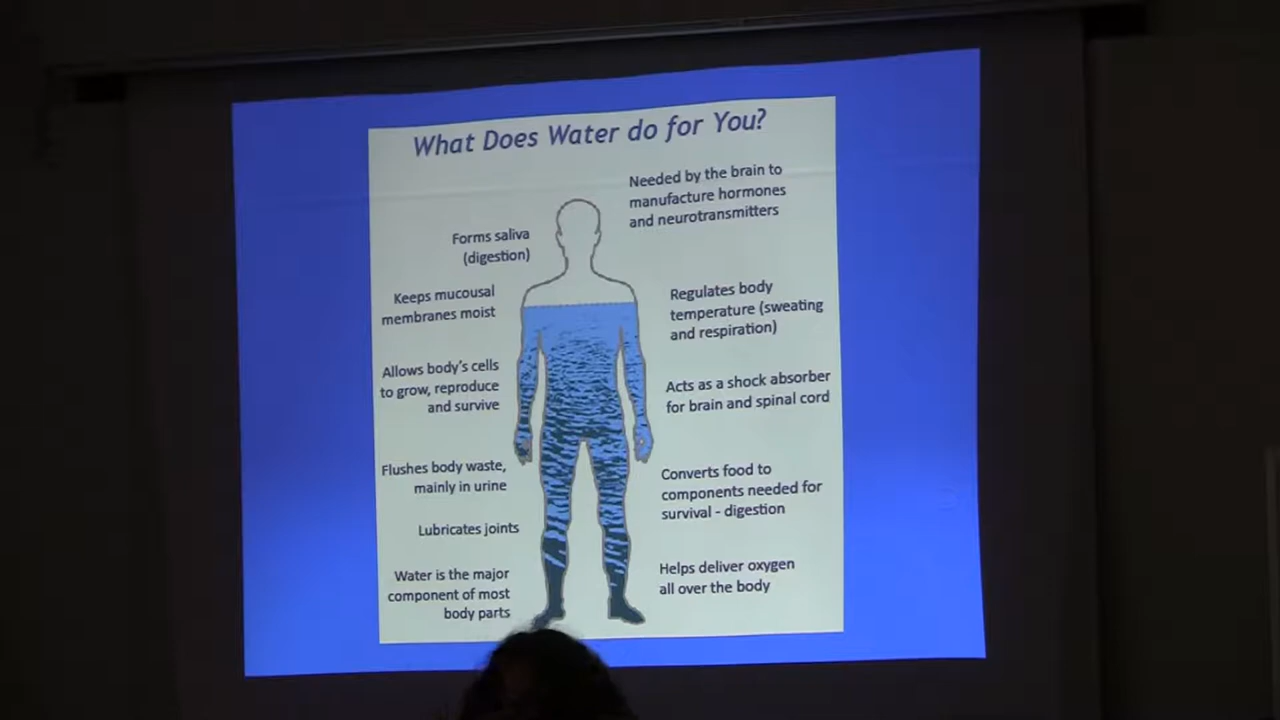 What Does Water do for You?
Needed by the brain to
manufacture hormones
and neurotransmitters
Forms saliva
(digestion)
Keeps mucousal
membranes moist
Regulates body
temperature (sweating
and respiration)
Allows body's cells
to grow, reproduce
and survive
Acts as a shock absorber
for brain and spinal cord
Flushes body waste,
mainly in urine
Converts food to
components needed for
survival - digestion
Lubricates joints
Water is the major
component of most
body parts
Helps deliver oxygen
all over the body